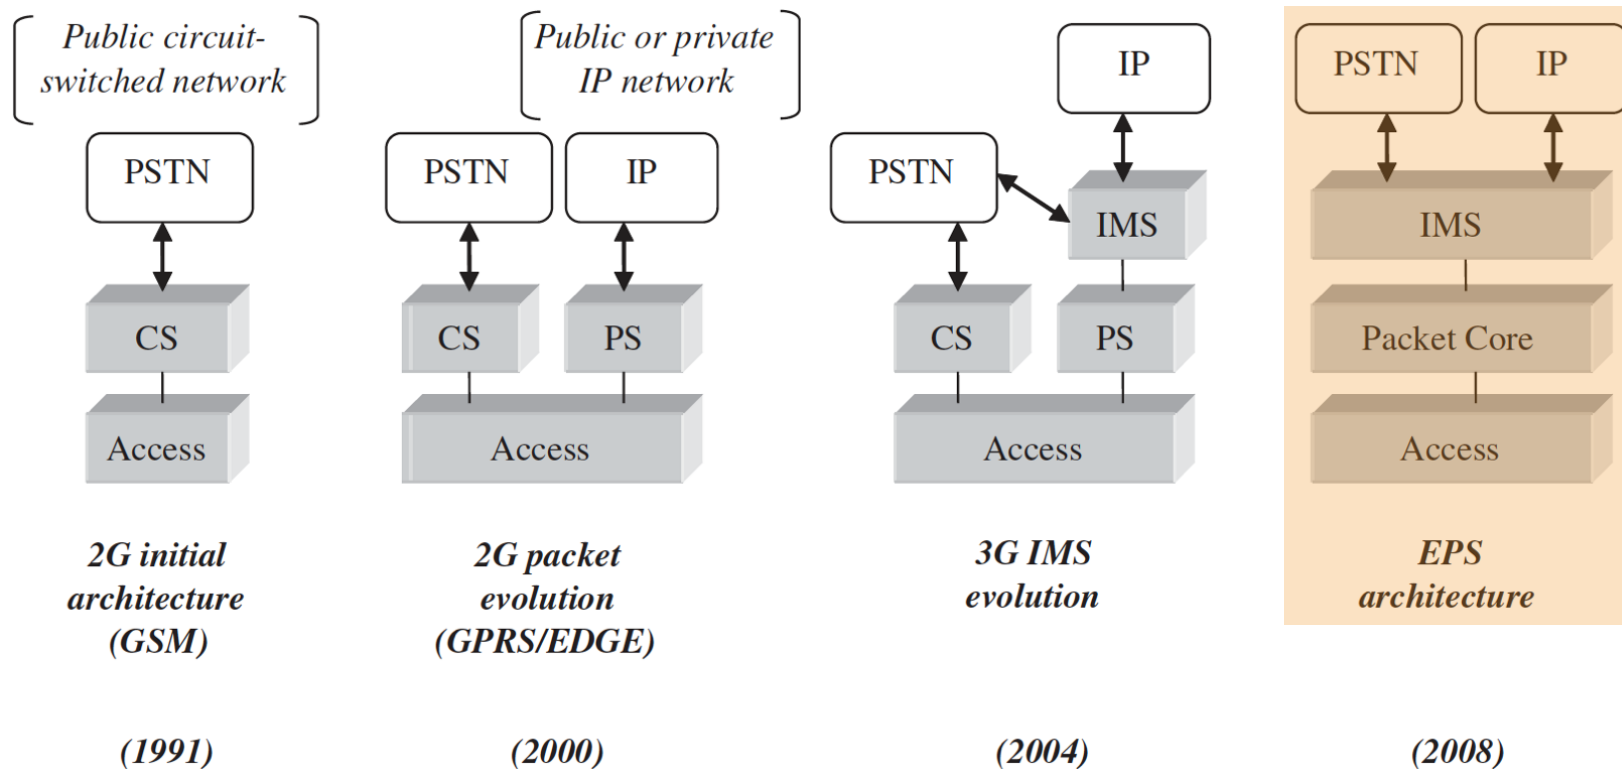 Public circuit-
switched network
PSTN
CS
Access
2G initial
architecture
(GSM)
(1991)
Public or private
IP network
PSTN
IP
CS
PS
Access
2G packet
evolution
(GPRS/EDGE)
(2000)
IP
PSTN
IMS
CS
PS
Access
3G IMS
evolution
(2004)
PSTN
IP
IMS
Packet Core
Access
EPS
architecture
(2008)